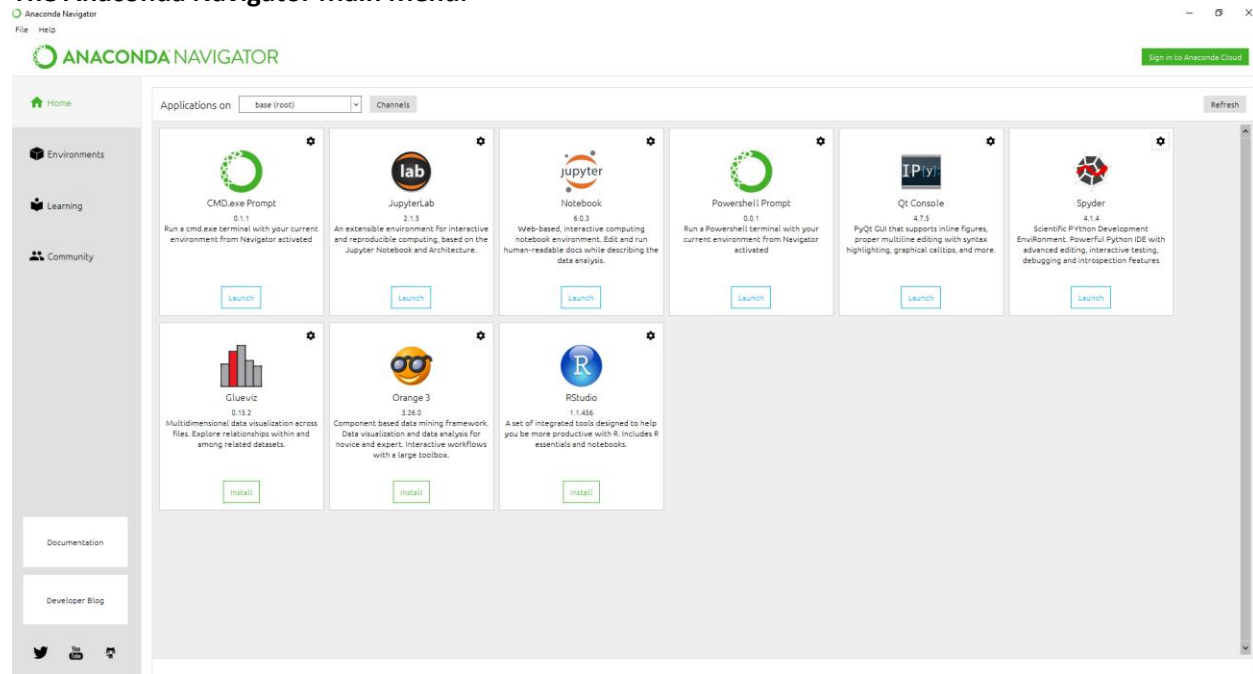 The Anaconda Navigator main menu.
Anaconda Navigator
File Help
ANACONDA NAVIGATOR
Sign in to Anaconda Cloud
Home
Environments
Learning
Community
Documentation
Developer Blog
Applications on base (root) Channels
Refresh
CMD.exe Prompt
0.1.1
Run a cmd.exe terminal with your current
environment from Navigator activated
Launch
lab
JupyterLab
2.1.5
An extensible environment for interactive
and reproducible computing, based on the
Jupyter Notebook and Architecture.
Launch
jupyter
Notebook
6.0.3
Web-based, interactive computing
notebook environment. Edit and run
human-readable docs while describing the
data analysis.
Launch
Powershell Prompt
0.0.1
Run a Powershell terminal with your
current environment from Navigator
activated
Launch
IP[y]:
Qt Console
4.7.5
PyQt GUI that supports inline figures,
proper multiline editing with syntax
highlighting, graphical calltips, and more.
Launch
Spyder
4.1.4
Scientific PYthon Development
EnviRonment. Powerful Python IDE with
advanced editing, interactive testing,
debugging and introspection features
Launch
Glueviz
0.15.2
Multidimensional data visualization across
files. Explore relationships within and
among related datasets.
Install
Orange 3
3.26.0
Component based data mining framework.
Data visualization and data analysis for
novice and expert. Interactive workflows
with a large toolbox.
Install
R
RStudio
1.1.456
A set of integrated tools designed to help
you be more productive with R. Includes R
essentials and notebooks.
Install
You
Tube